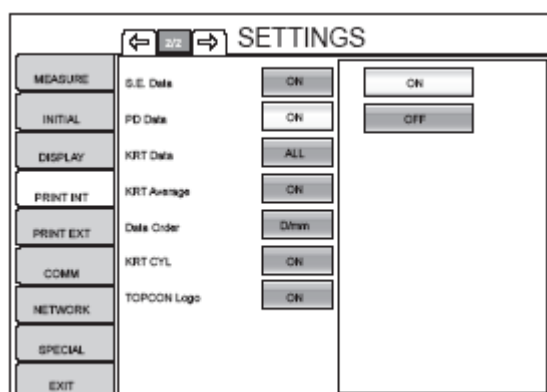 2/2 SETTINGS
MEASURE
INITIAL
DISPLAY
PRINT INT
PRINT EXT
COMM
NETWORK
SPECIAL
EXIT
S.E. Data ON
PD Data ON
KRT Data ALL
KRT Average ON
Data Order D/mm
KRT CYL ON
TOPCON Logo ON
ON
OFF